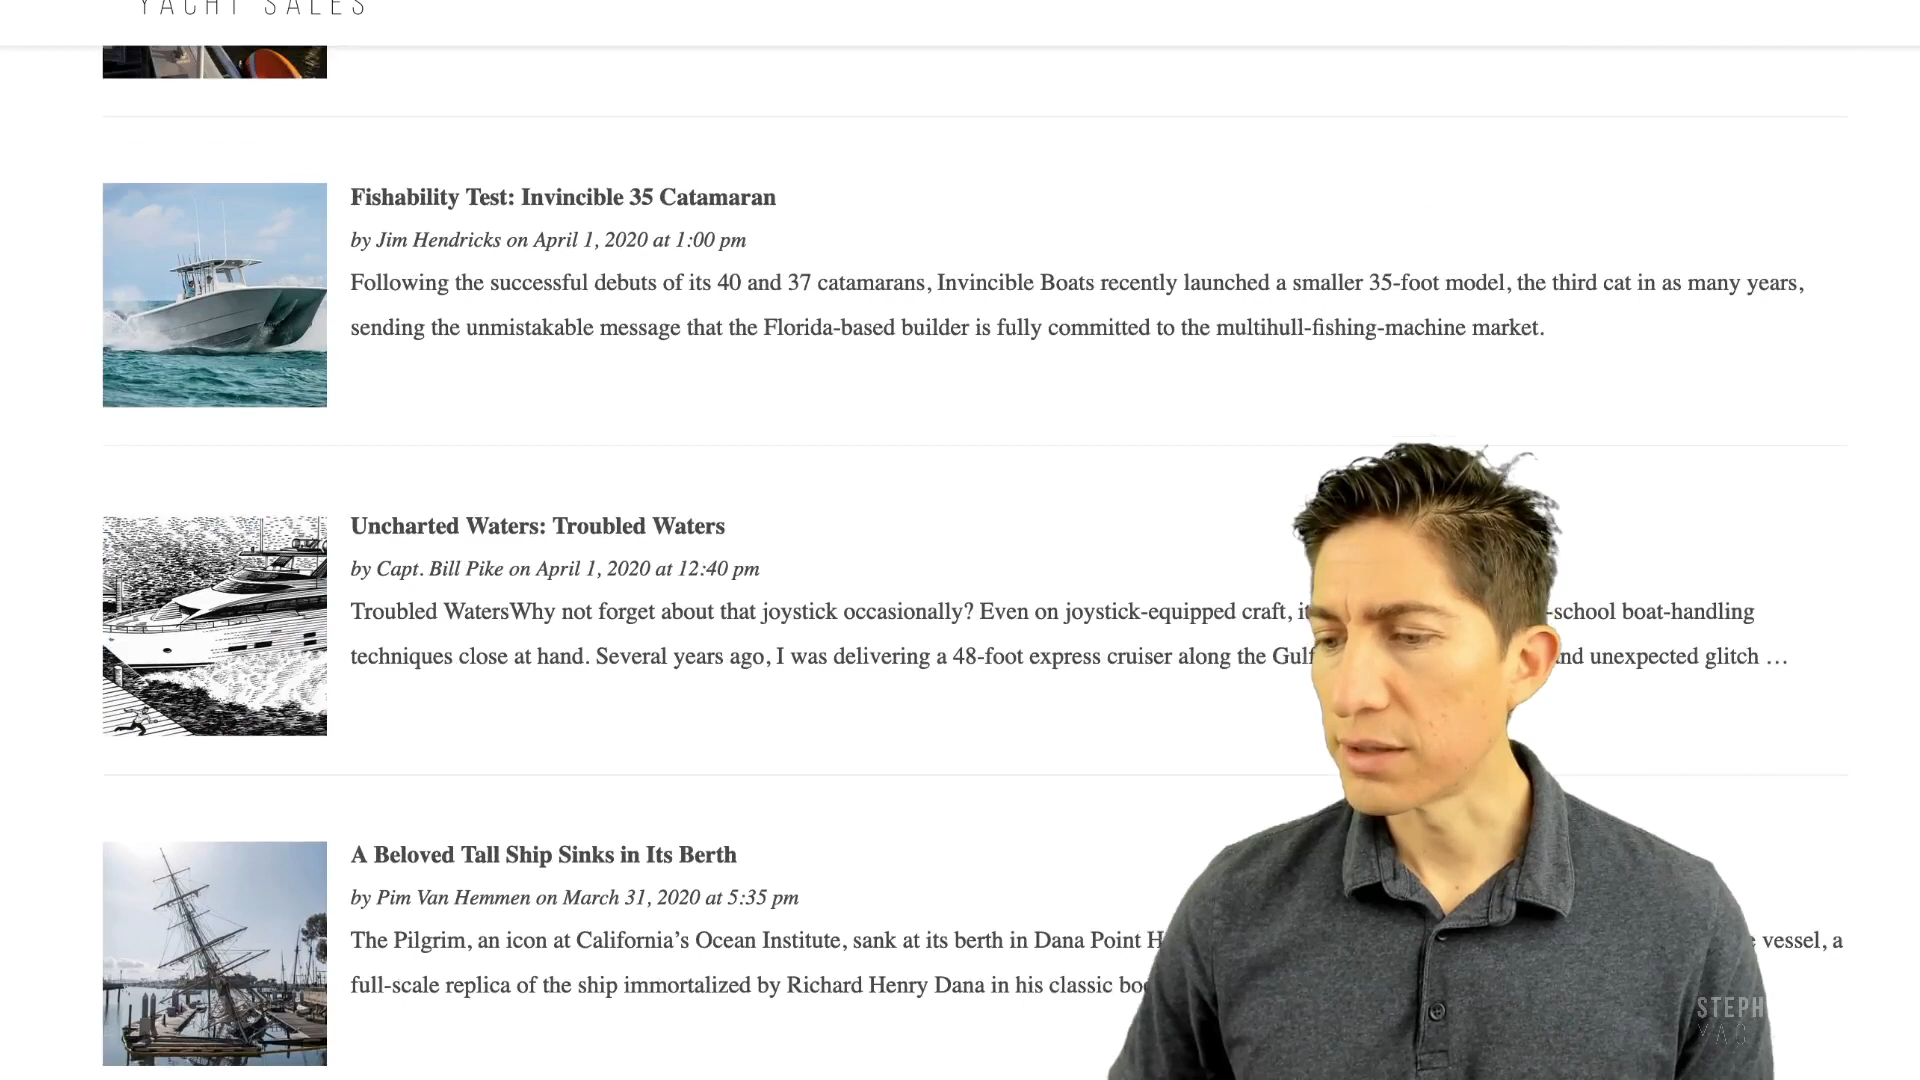 YACHT SALES
Fishability Test: Invincible 35 Catamaran
by Jim Hendricks on April 1, 2020 at 1:00 pm
Following the successful debuts of its 40 and 37 catamarans, Invincible Boats recently launched a smaller 35-foot model, the third cat in as many years,
sending the unmistakable message that the Florida-based builder is fully committed to the multihull-fishing-machine market.
Uncharted Waters: Troubled Waters
by Capt. Bill Pike on April 1, 2020 at 12:40 pm
Troubled WatersWhy not forget about that joystick occasionally? Even on joystick-equipped craft, it -school boat-handling
techniques close at hand. Several years ago, I was delivering a 48-foot express cruiser along the Gulf nd unexpected glitch …
A Beloved Tall Ship Sinks in Its Berth
by Pim Van Hemmen on March 31, 2020 at 5:35 pm
The Pilgrim, an icon at California's Ocean Institute, sank at its berth in Dana Point H vessel, a
full-scale replica of the ship immortalized by Richard Henry Dana in his classic bo
STEPH
YAC